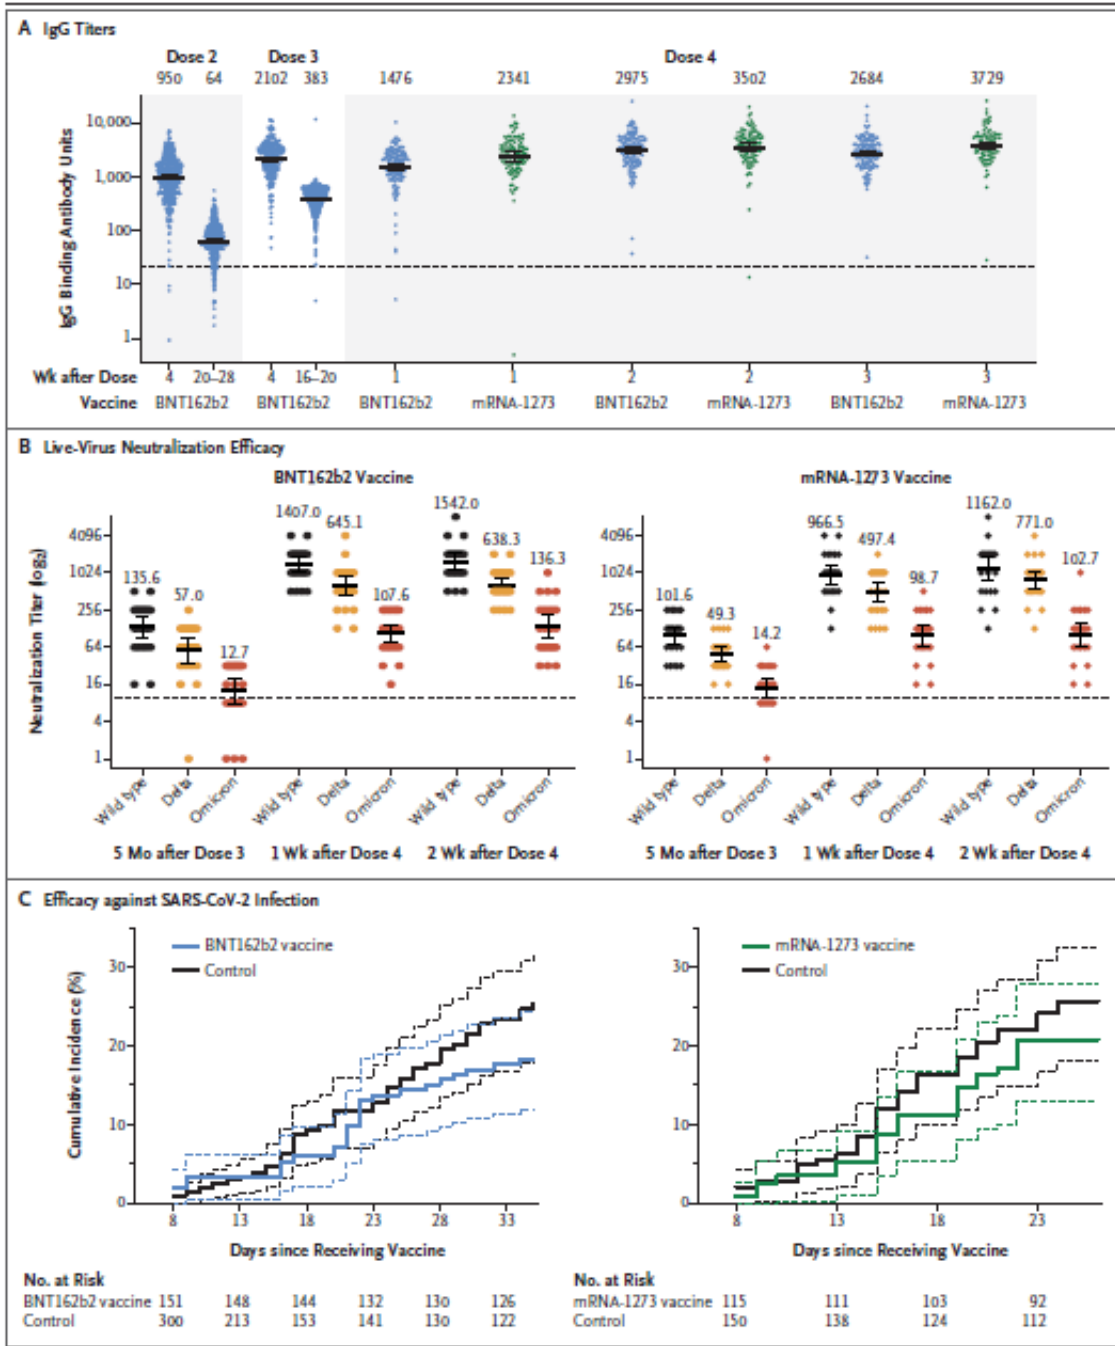 A IgG Titers
Dose 2 Dose 3 Dose 4
950 64 2102 383 1476 2341 2975 3502 2684 3729
IgG Binding Antibody Units
10,000
1,000
100
10
1
Wk after Dose 4 20–28 4 16–20 1 1 2 2 3 3
Vaccine BNT162b2 BNT162b2 BNT162b2 mRNA-1273 BNT162b2 mRNA-1273 BNT162b2 mRNA-1273
B Live-Virus Neutralization Efficacy
BNT162b2 Vaccine
Neutralization Titer (log2)
4096
1024
256
64
16
4
1
135.6 57.0 12.7 1407.0 645.1 107.6 1542.0 638.3 136.3
Wild type Delta Omicron Wild type Delta Omicron Wild type Delta Omicron
5 Mo after Dose 3 1 Wk after Dose 4 2 Wk after Dose 4
mRNA-1273 Vaccine
4096
1024
256
64
16
4
1
101.6 49.3 14.2 966.5 497.4 98.7 1162.0 771.0 102.7
Wild type Delta Omicron Wild type Delta Omicron Wild type Delta Omicron
5 Mo after Dose 3 1 Wk after Dose 4 2 Wk after Dose 4
C Efficacy against SARS-CoV-2 Infection
BNT162b2 vaccine
Control
Cumulative Incidence (%)
30
20
10
0
8 13 18 23 28 33
Days since Receiving Vaccine
No. at Risk
BNT162b2 vaccine 151 148 144 132 130 126
Control 300 213 153 141 130 122
mRNA-1273 vaccine
Control
30
20
10
0
8 13 18 23
Days since Receiving Vaccine
No. at Risk
mRNA-1273 vaccine 115 111 103 92
Control 150 138 124 112